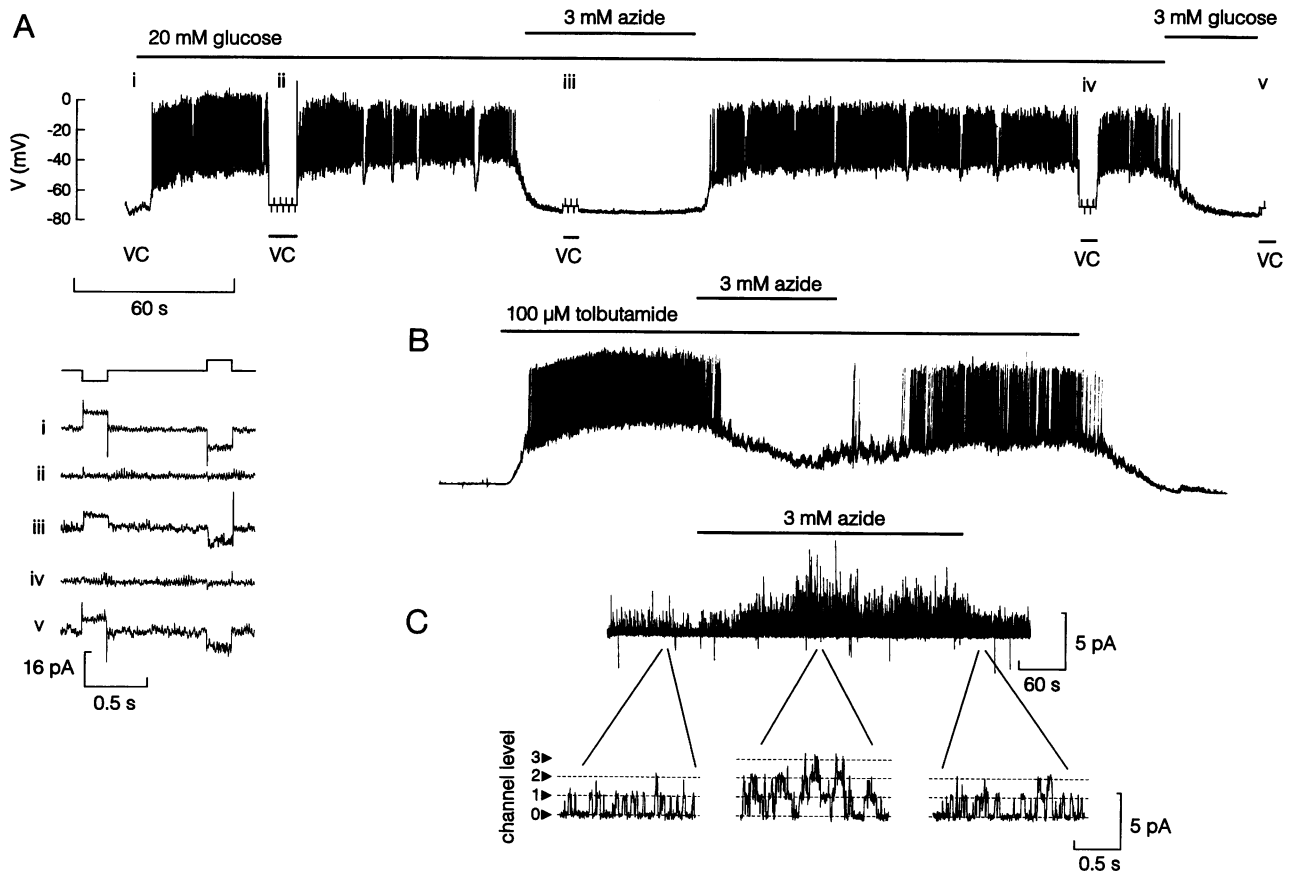 A
3 mM azide
3 mM glucose
20 mM glucose
i ii iii iv v
0
-20
-40
-60
-80
V (mV)
VC VC VC VC VC
60 s
i
ii
iii
iv
v
16 pA
0.5 s
B
3 mM azide
100 µM tolbutamide
C
3 mM azide
5 pA
60 s
channel level
3
2
1
0
5 pA
0.5 s